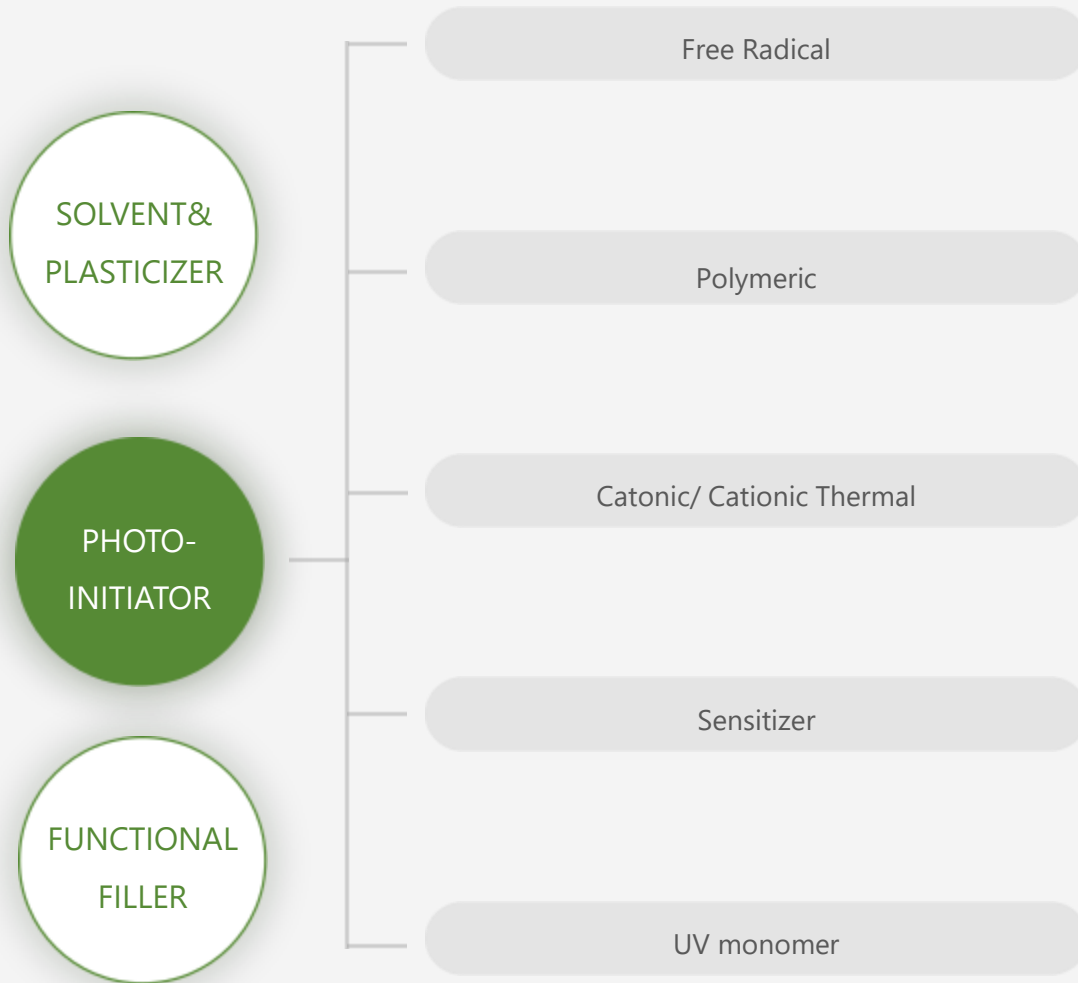 SOLVENT&
PLASTICIZER
PHOTO-
INITIATOR
FUNCTIONAL
FILLER
Free Radical
Polymeric
Catonic/ Cationic Thermal
Sensitizer
UV monomer